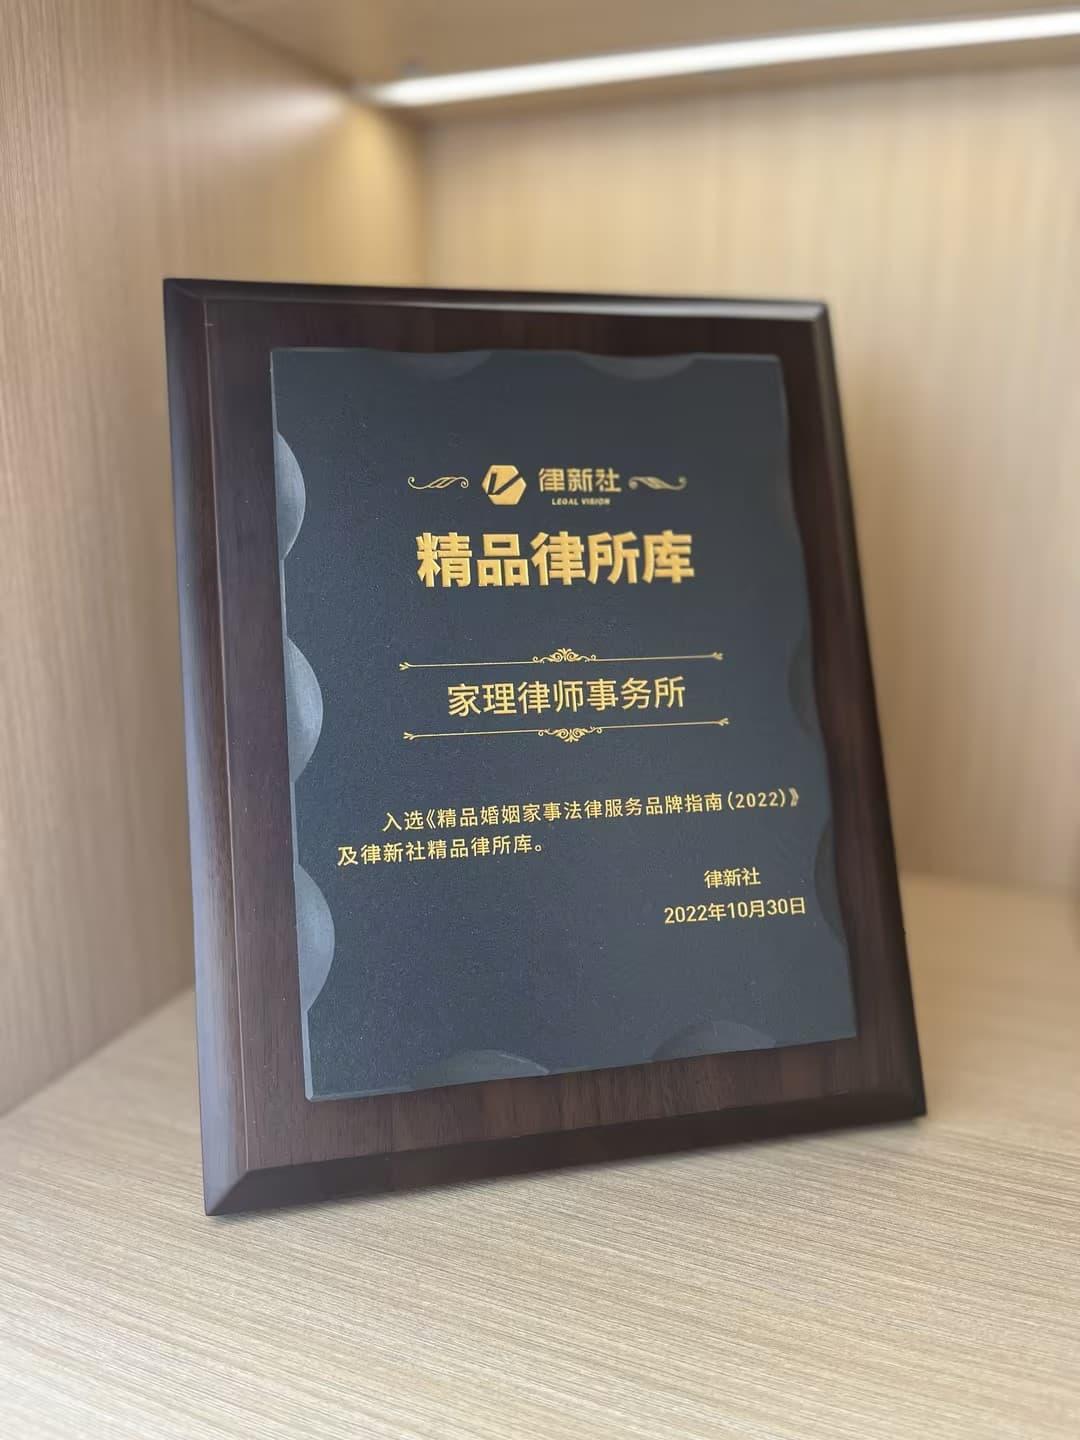 律新社
LEGAL VISION
精品律所库
家理律师事务所
入选《精品婚姻家事法律服务品牌指南(2022)》
及律新社精品律所库。
律新社
2022年10月30日